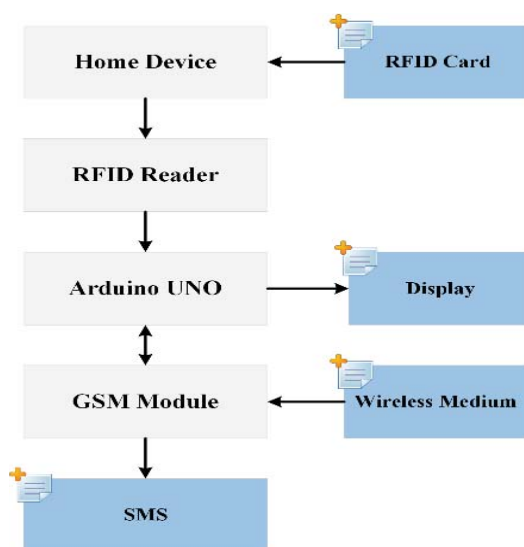 Home Device
RFID Card
RFID Reader
Arduino UNO
Display
GSM Module
Wireless Medium
SMS